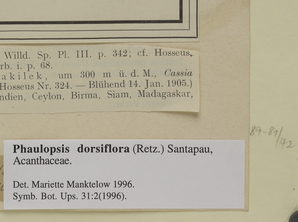 Willd. Sp. Pl. III. p. 342; cf. Hosseus,
rb. i. p. 68.
akilek, um 300 m ü. d. M., Cassia
Hosseus Nr. 324. — Blühend 14. Jan. 1905.)
ndien, Ceylon, Birma, Siam, Madagaskar,
Phaulopsis dorsiflora (Retz.) Santapau,
Acanthaceae.
Det. Mariette Manktelow 1996.
Symb. Bot. Ups. 31:2(1996).